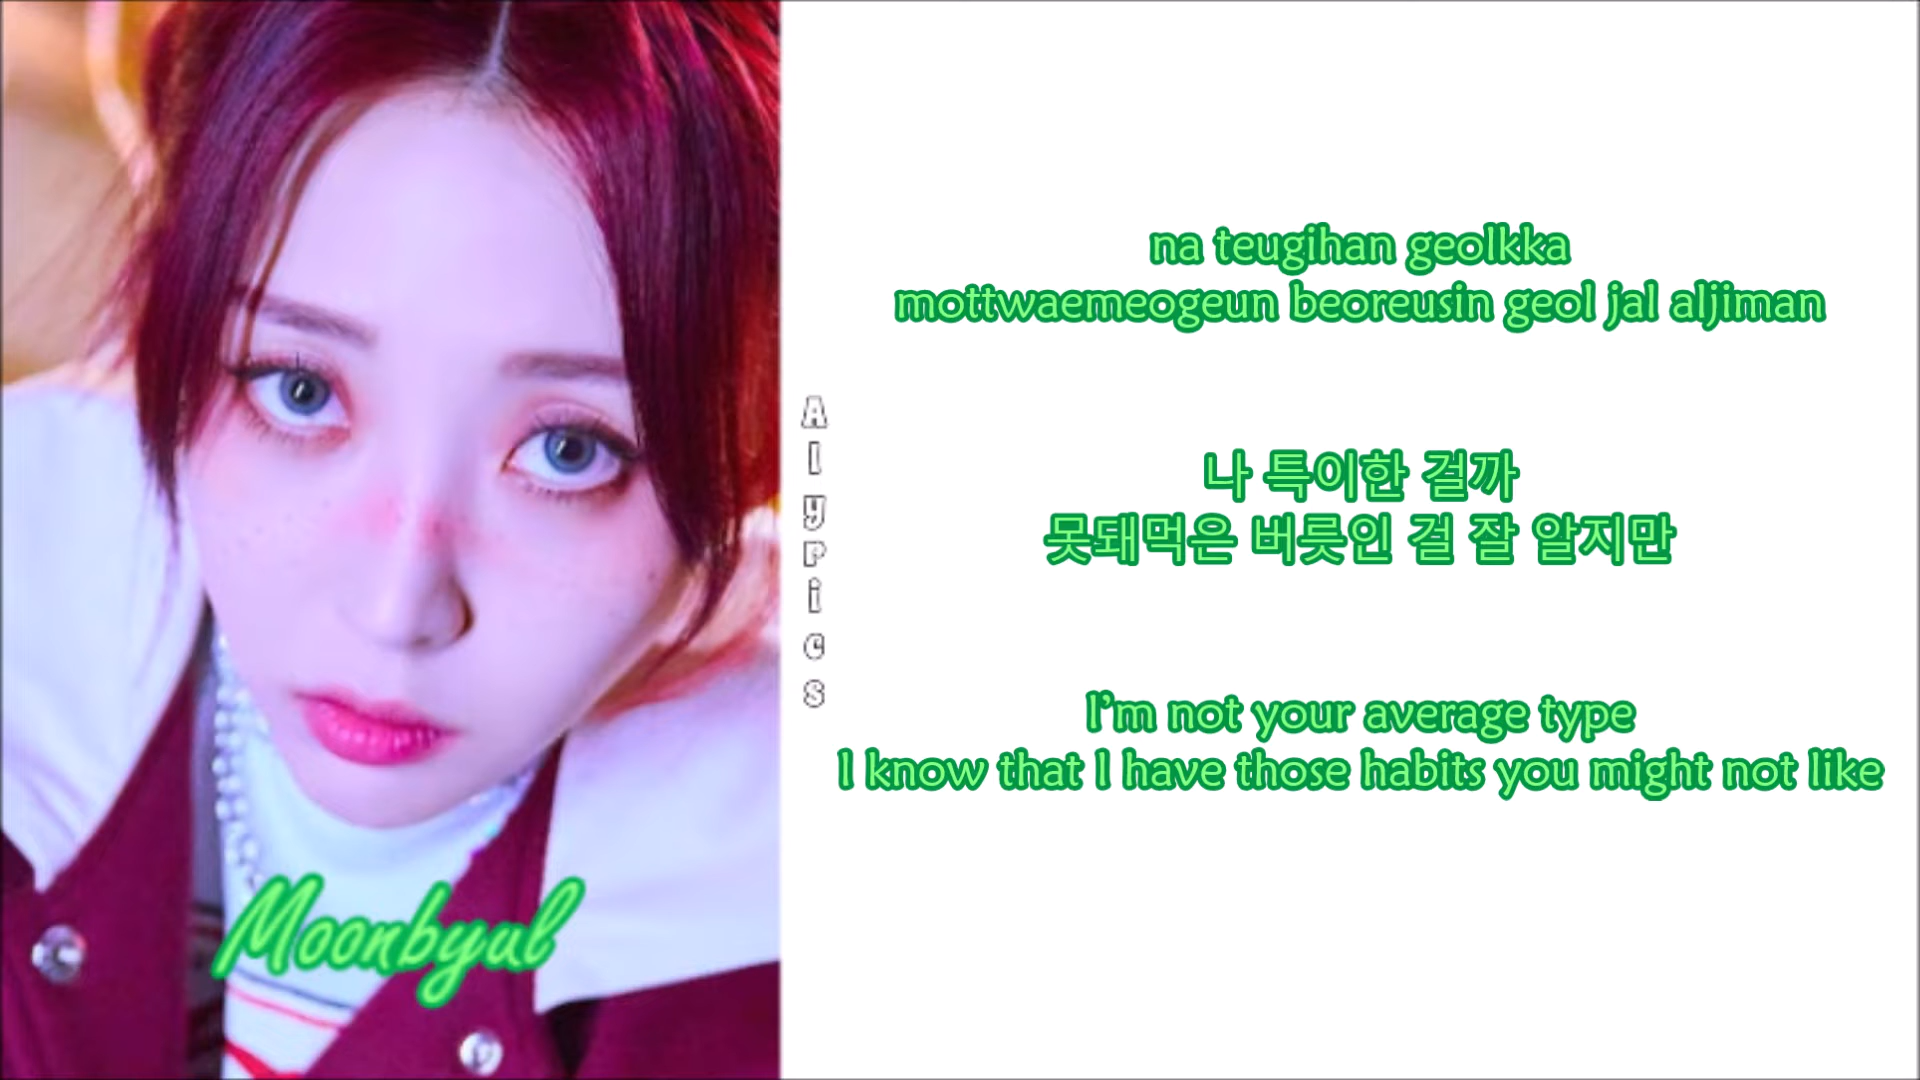 na teugihan geolkka
mottwaemeogeun beoreusin geol jal aljiman
나 특이한 걸까
못돼먹은 버릇인 걸 잘 알지만
I'm not your average type
I know that I have those habits you might not like
Alyrics
Moonbyul